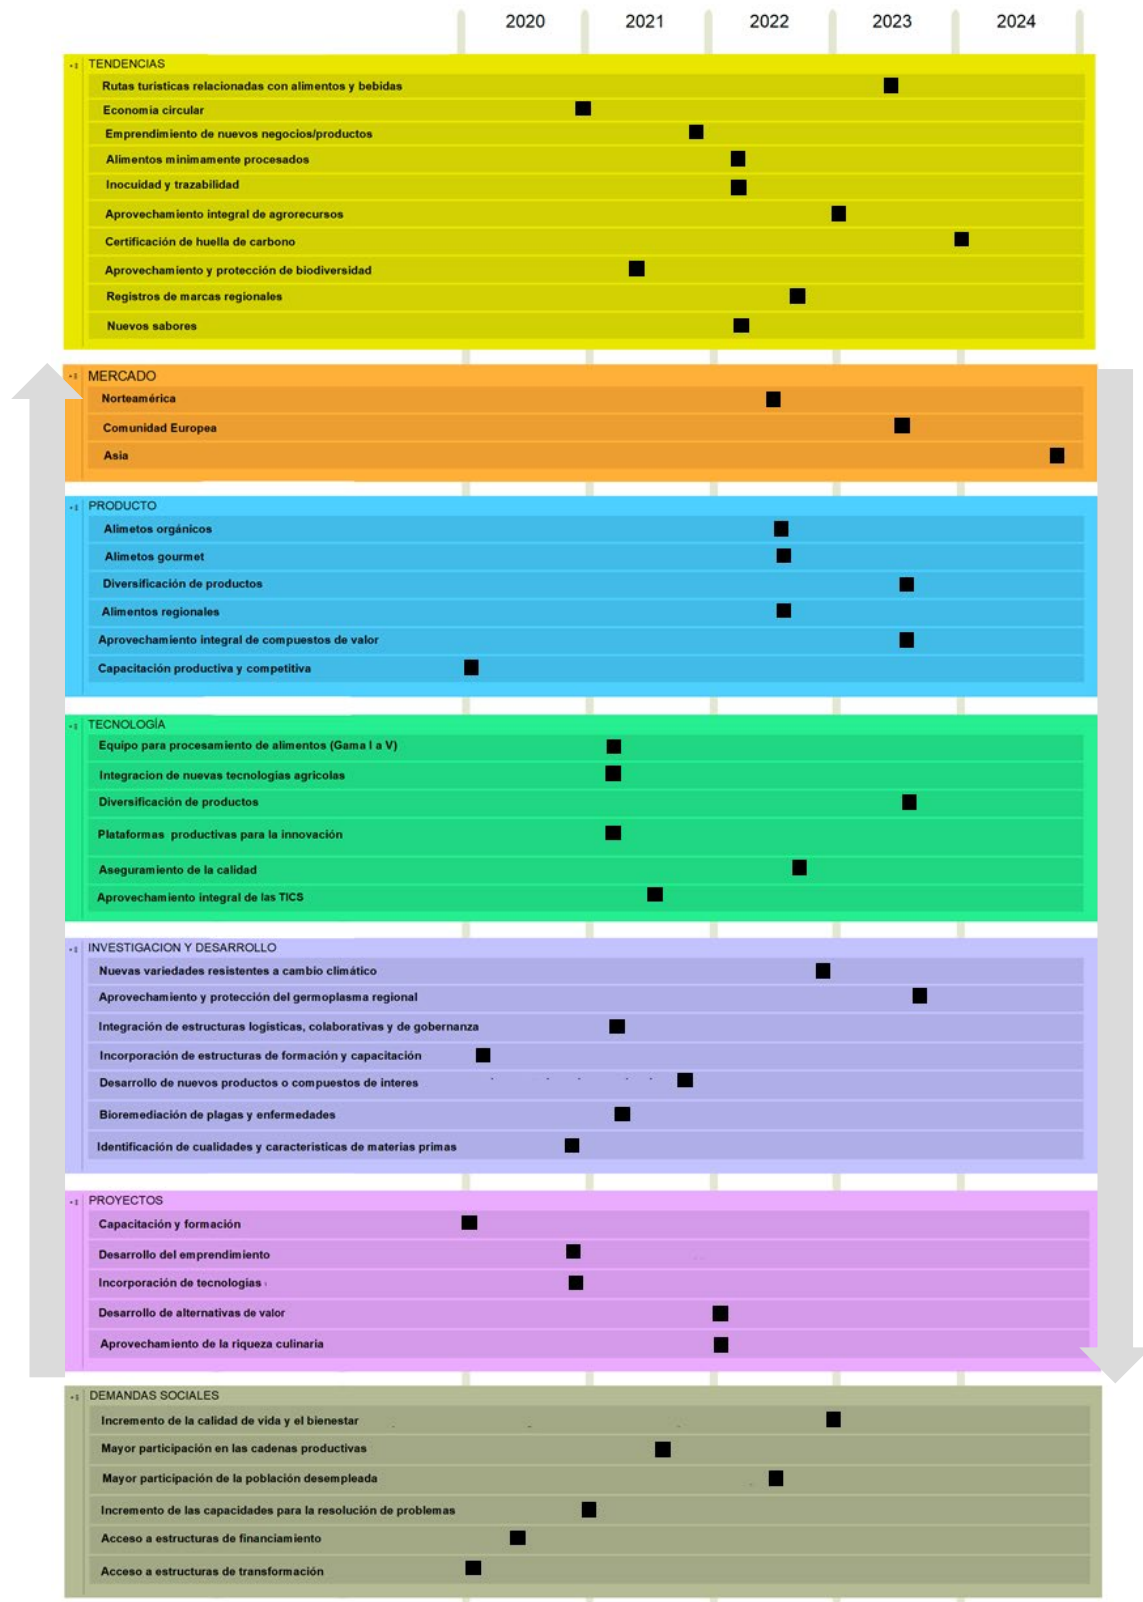 2020 2021 2022 2023 2024
TENDENCIAS
Rutas turísticas relacionadas con alimentos y bebidas
Economía circular
Emprendimiento de nuevos negocios/productos
Alimentos minimamente procesados
Inocuidad y trazabilidad
Aprovechamiento integral de agrorecursos
Certificación de huella de carbono
Aprovechamiento y protección de biodiversidad
Registros de marcas regionales
Nuevos sabores
MERCADO
Norteamérica
Comunidad Europea
Asia
PRODUCTO
Alimetos orgánicos
Alimetos gourmet
Diversificación de productos
Alimentos regionales
Aprovechamiento integral de compuestos de valor
Capacitación productiva y competitiva
TECNOLOGÍA
Equipo para procesamiento de alimentos (Gama I a V)
Integracion de nuevas tecnologias agricolas
Diversificación de productos
Plataformas productivas para la innovación
Aseguramiento de la calidad
Aprovechamiento integral de las TICS
INVESTIGACION Y DESARROLLO
Nuevas variedades resistentes a cambio climático
Aprovechamiento y protección del germoplasma regional
Integración de estructuras logisticas, colaborativas y de gobernanza
Incorporación de estructuras de formación y capacitación
Desarrollo de nuevos productos o compuestos de interes
Bioremediación de plagas y enfermedades
Identificación de cualidades y caracteristicas de materias primas
PROYECTOS
Capacitación y formación
Desarrollo del emprendimiento
Incorporación de tecnologias
Desarrollo de alternativas de valor
Aprovechamiento de la riqueza culinaria
DEMANDAS SOCIALES
Incremento de la calidad de vida y el bienestar
Mayor participación en las cadenas productivas
Mayor participación de la población desempleada
Incremento de las capacidades para la resolución de problemas
Acceso a estructuras de financiamiento
Acceso a estructuras de transformación